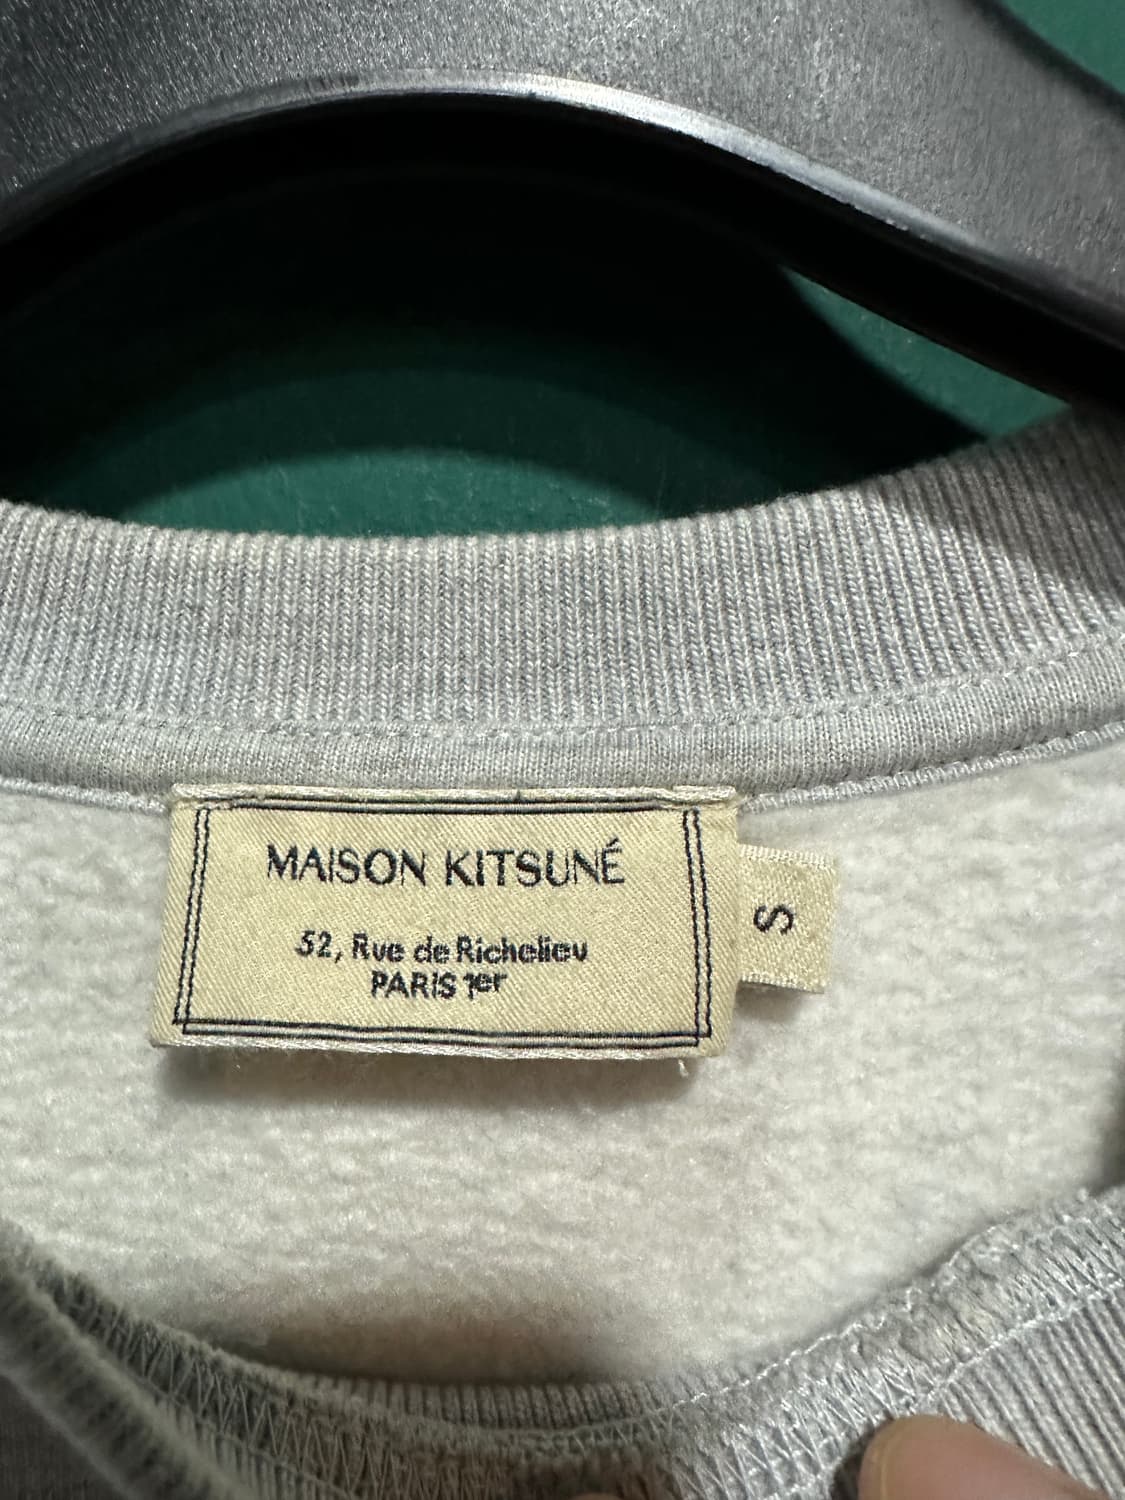 MAISON KITSUNÉ
52, Rue de Richelieu
PARIS 1er
S